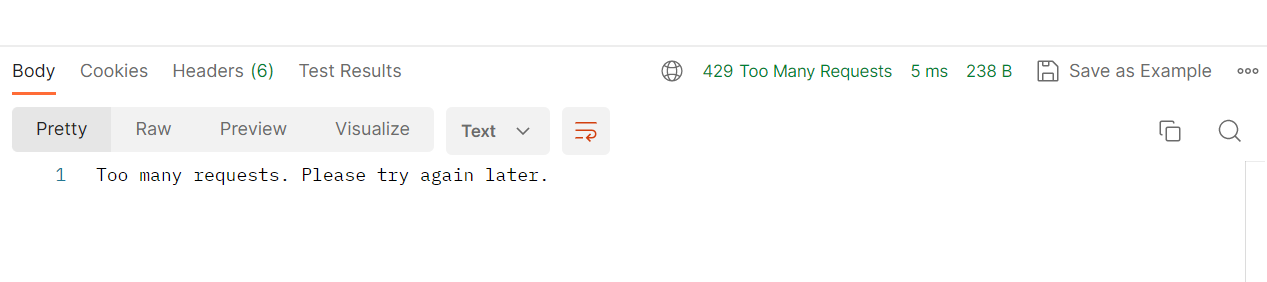 Body Cookies Headers (6) Test Results 429 Too Many Requests 5 ms 238 B Save as Example
Pretty Raw Preview Visualize Text
1 Too many requests. Please try again later.